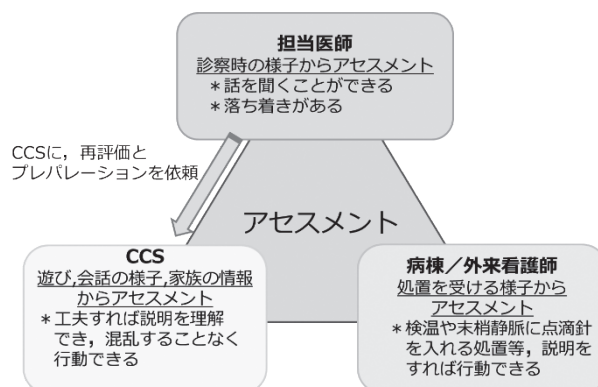 担当医師
診察時の様子からアセスメント
＊話を聞くことができる
＊落ち着きがある
CCSに，再評価と
プレパレーションを依頼
アセスメント
CCS
遊び,会話の様子,家族の情報
からアセスメント
＊工夫すれば説明を理解
でき，混乱することなく
行動できる
病棟／外来看護師
処置を受ける様子から
アセスメント
＊検温や末梢静脈に点滴針
を入れる処置等，説明を
すれば行動できる